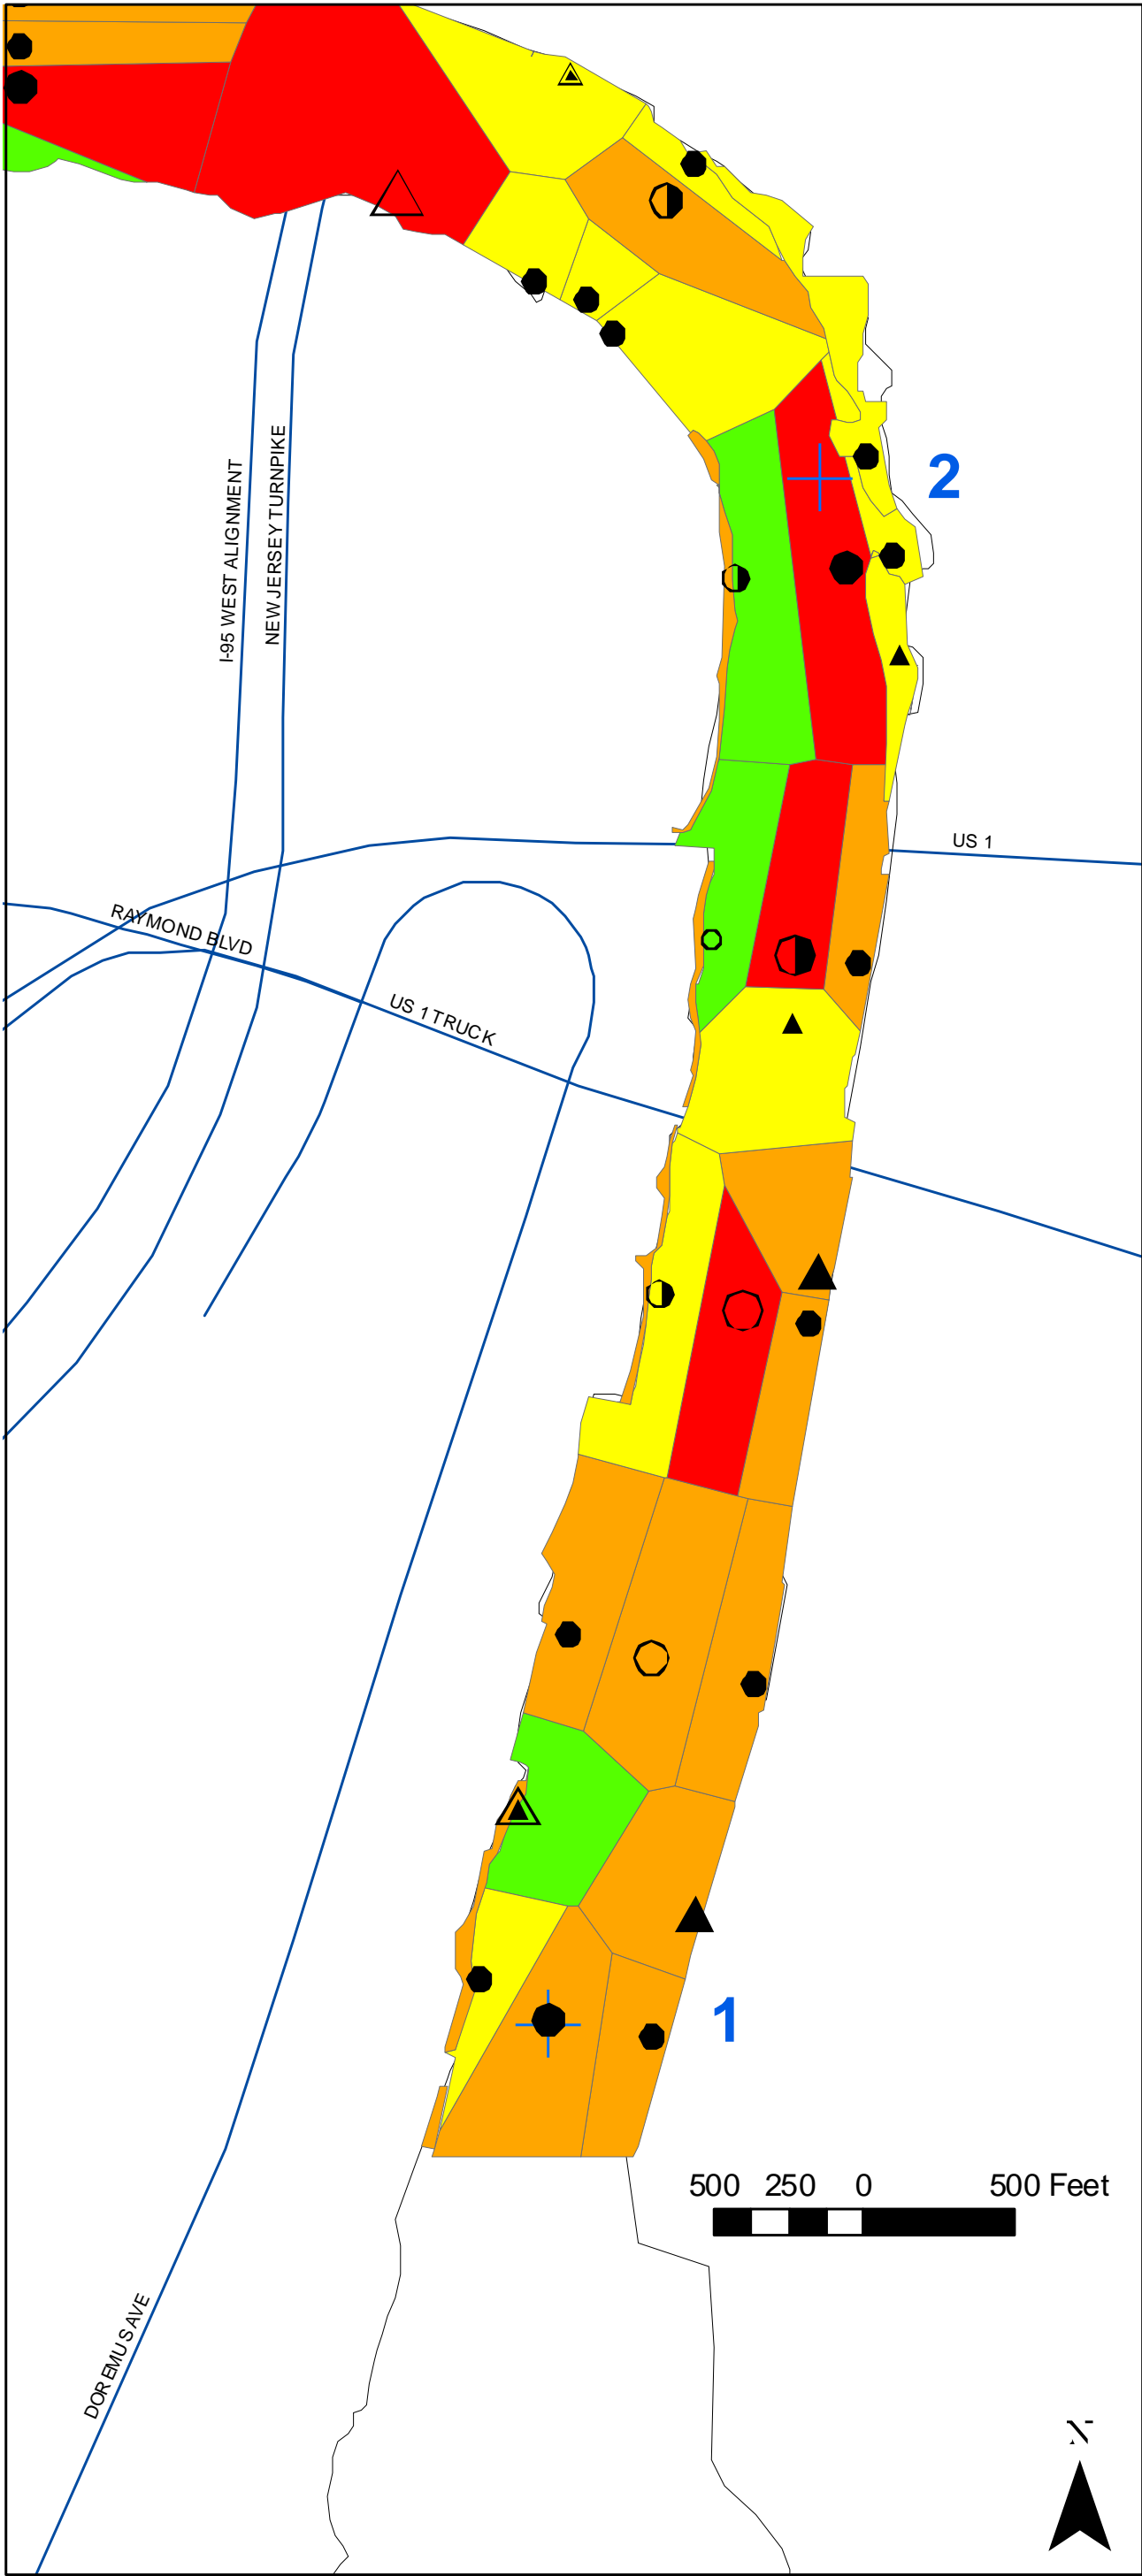 2
I-95 WEST ALIGNMENT
NEW JERSEY TURNPIKE
US 1
RAYMOND BLVD
US 1 TRUCK
1
500 250 0 500 Feet
DOREMUS AVE